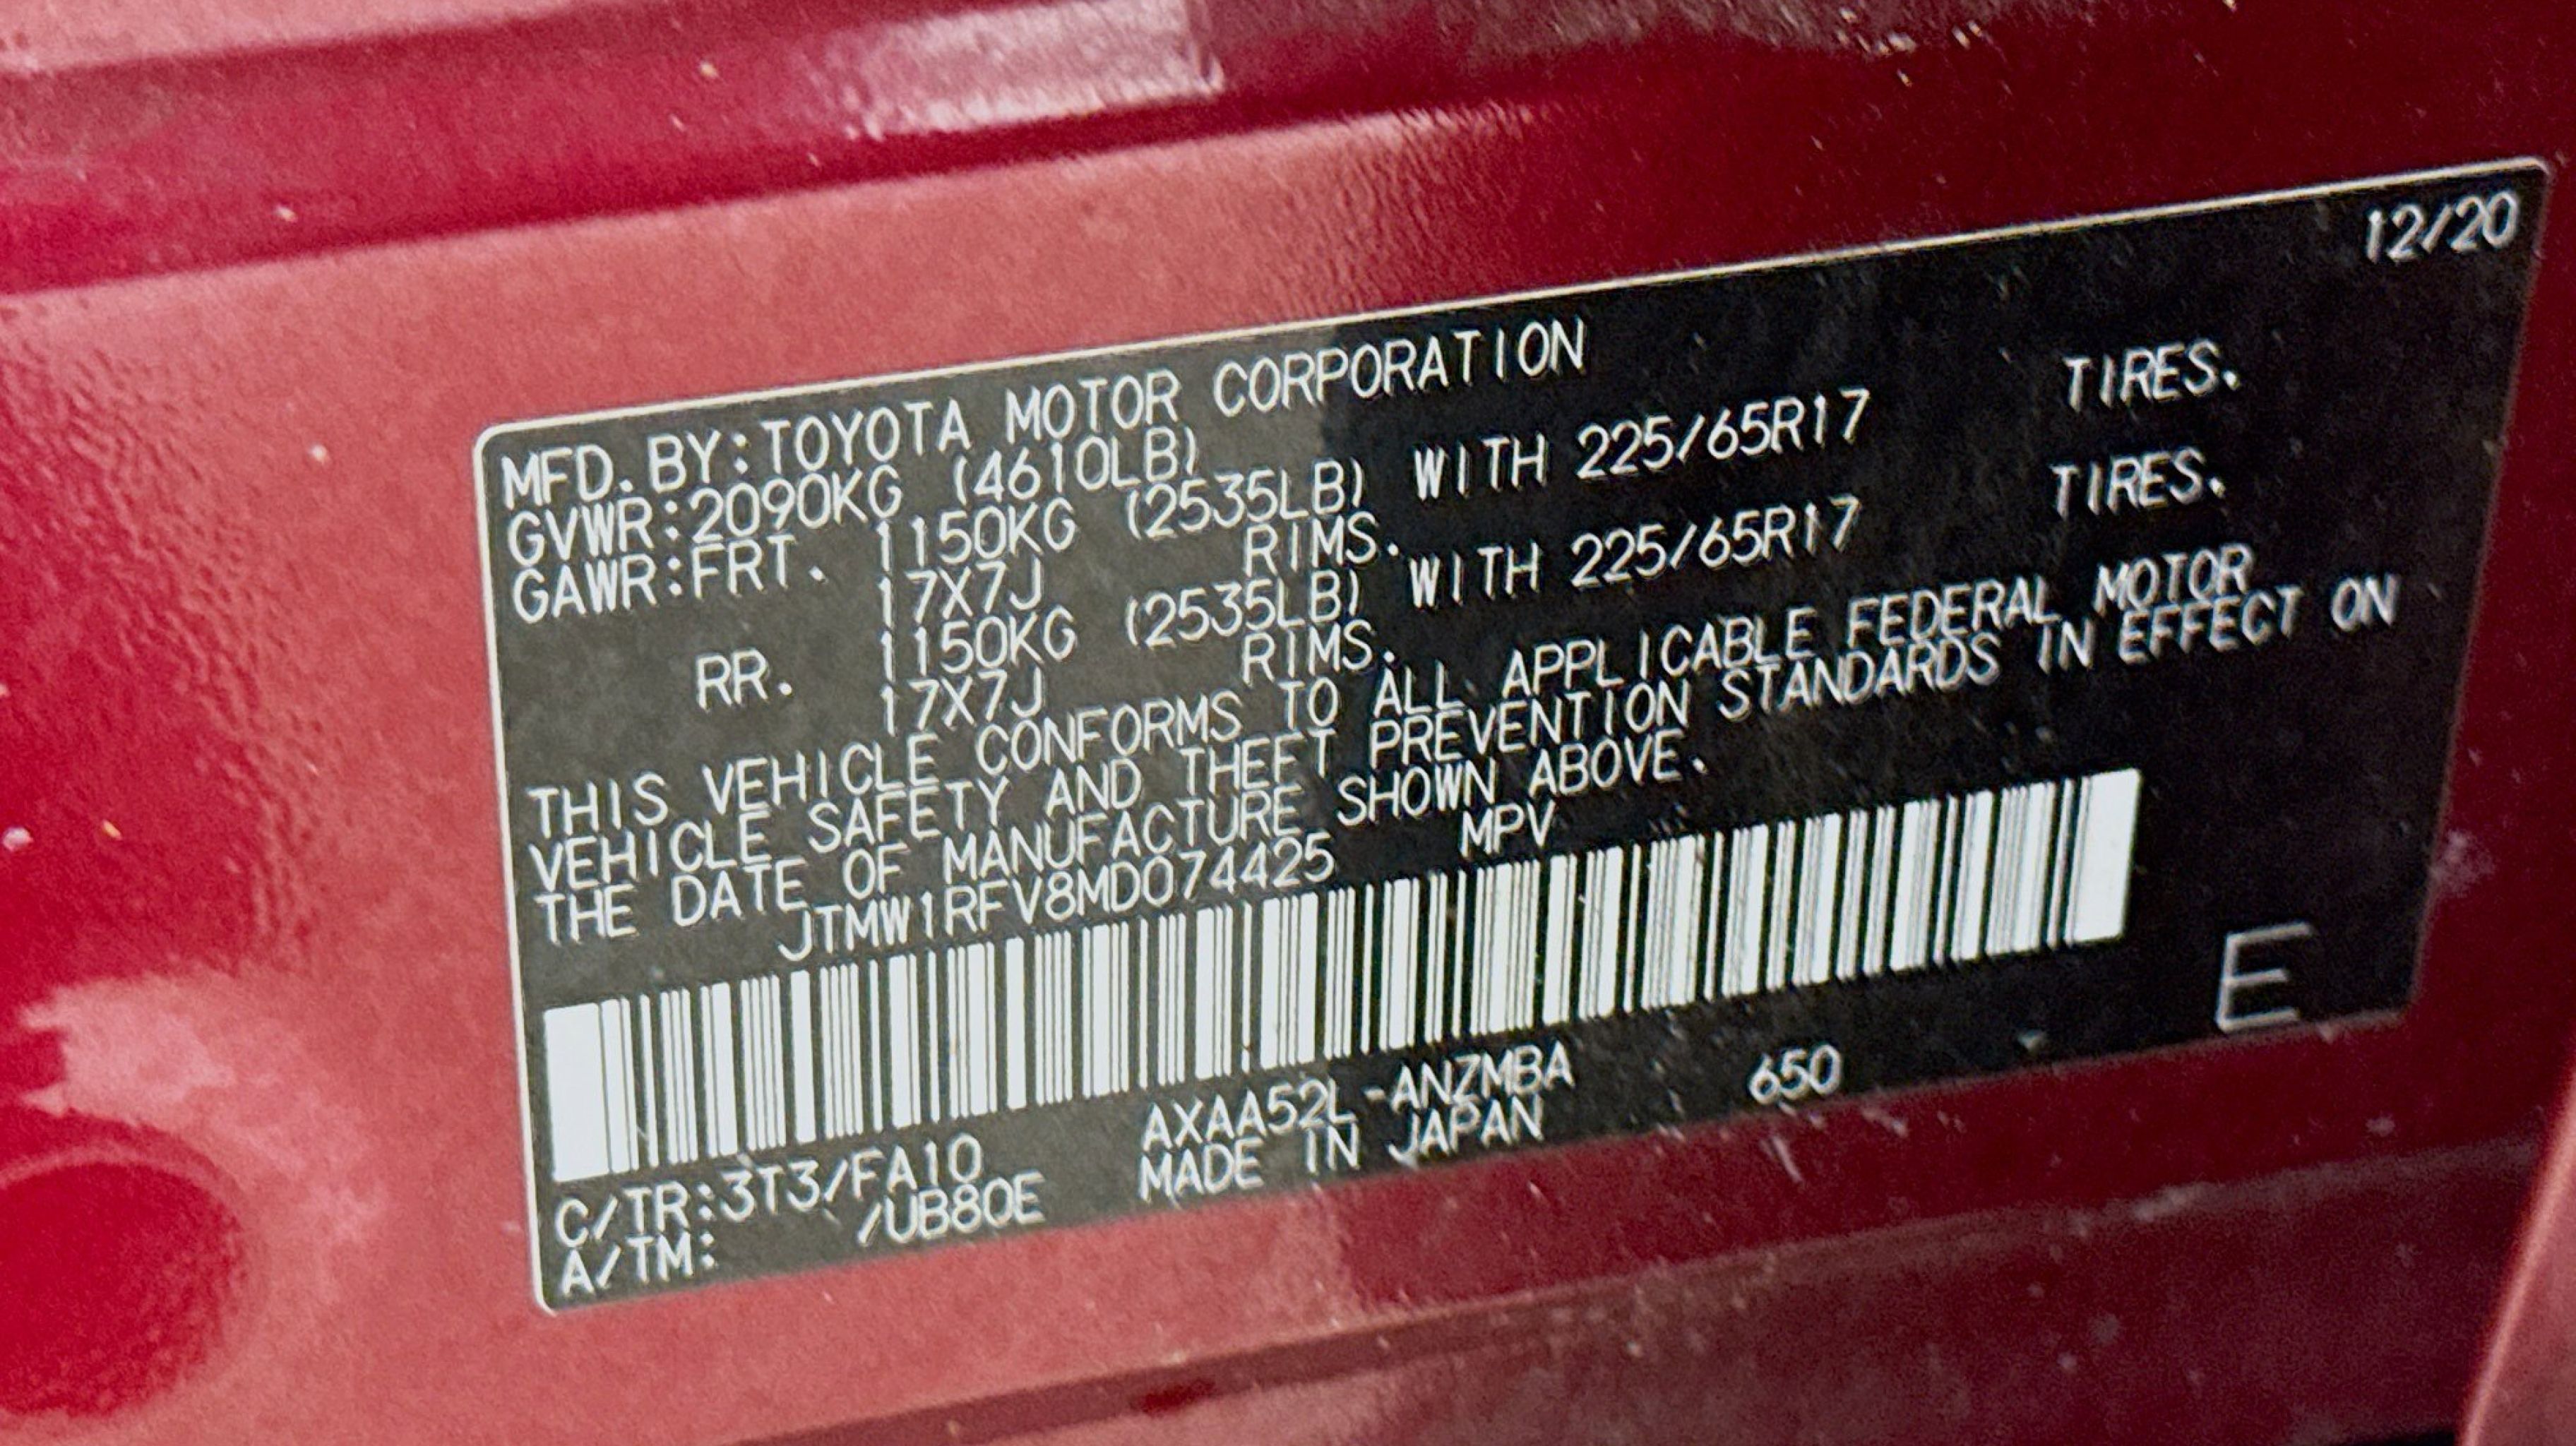 12/20
MFD. BY:TOYOTA MOTOR CORPORATION
GVWR:2090KG (4610LB)
GAWR:FRT. 1150KG (2535LB) WITH 225/65R17 TIRES.
17X7J RIMS.
RR. 1150KG (2535LB) WITH 225/65R17 TIRES.
17X7J RIMS.
THIS VEHICLE CONFORMS TO ALL APPLICABLE FEDERAL MOTOR
VEHICLE SAFETY AND THEFT PREVENTION STANDARDS IN EFFECT ON
THE DATE OF MANUFACTURE SHOWN ABOVE.
JTMW1RFV8MD074425 MPV
E
C/TR:3T3/FA10 AXAA52L-ANZMBA 650
A/TM: /UB80E MADE IN JAPAN